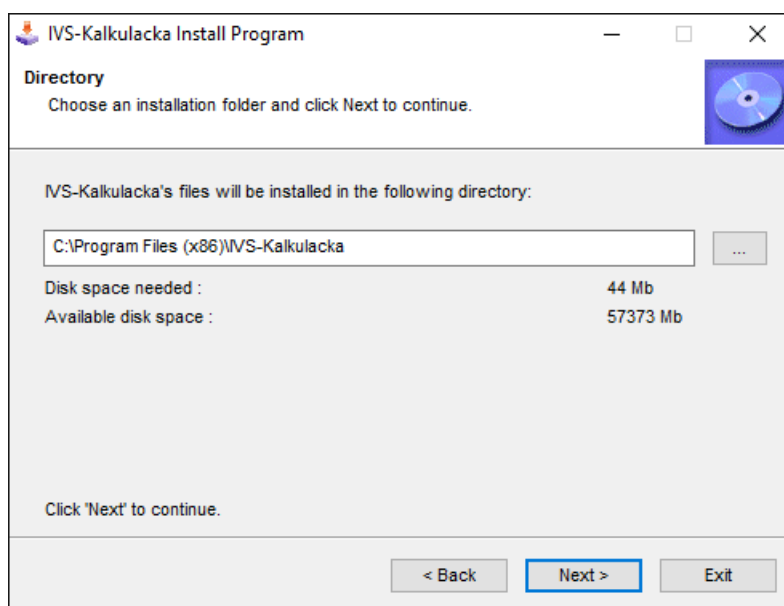 IVS-Kalkulacka Install Program
Directory
Choose an installation folder and click Next to continue.
IVS-Kalkulacka's files will be installed in the following directory:
C:\Program Files (x86)\IVS-Kalkulacka
...
Disk space needed : 44 Mb
Available disk space : 57373 Mb
Click 'Next' to continue.
< Back Next > Exit